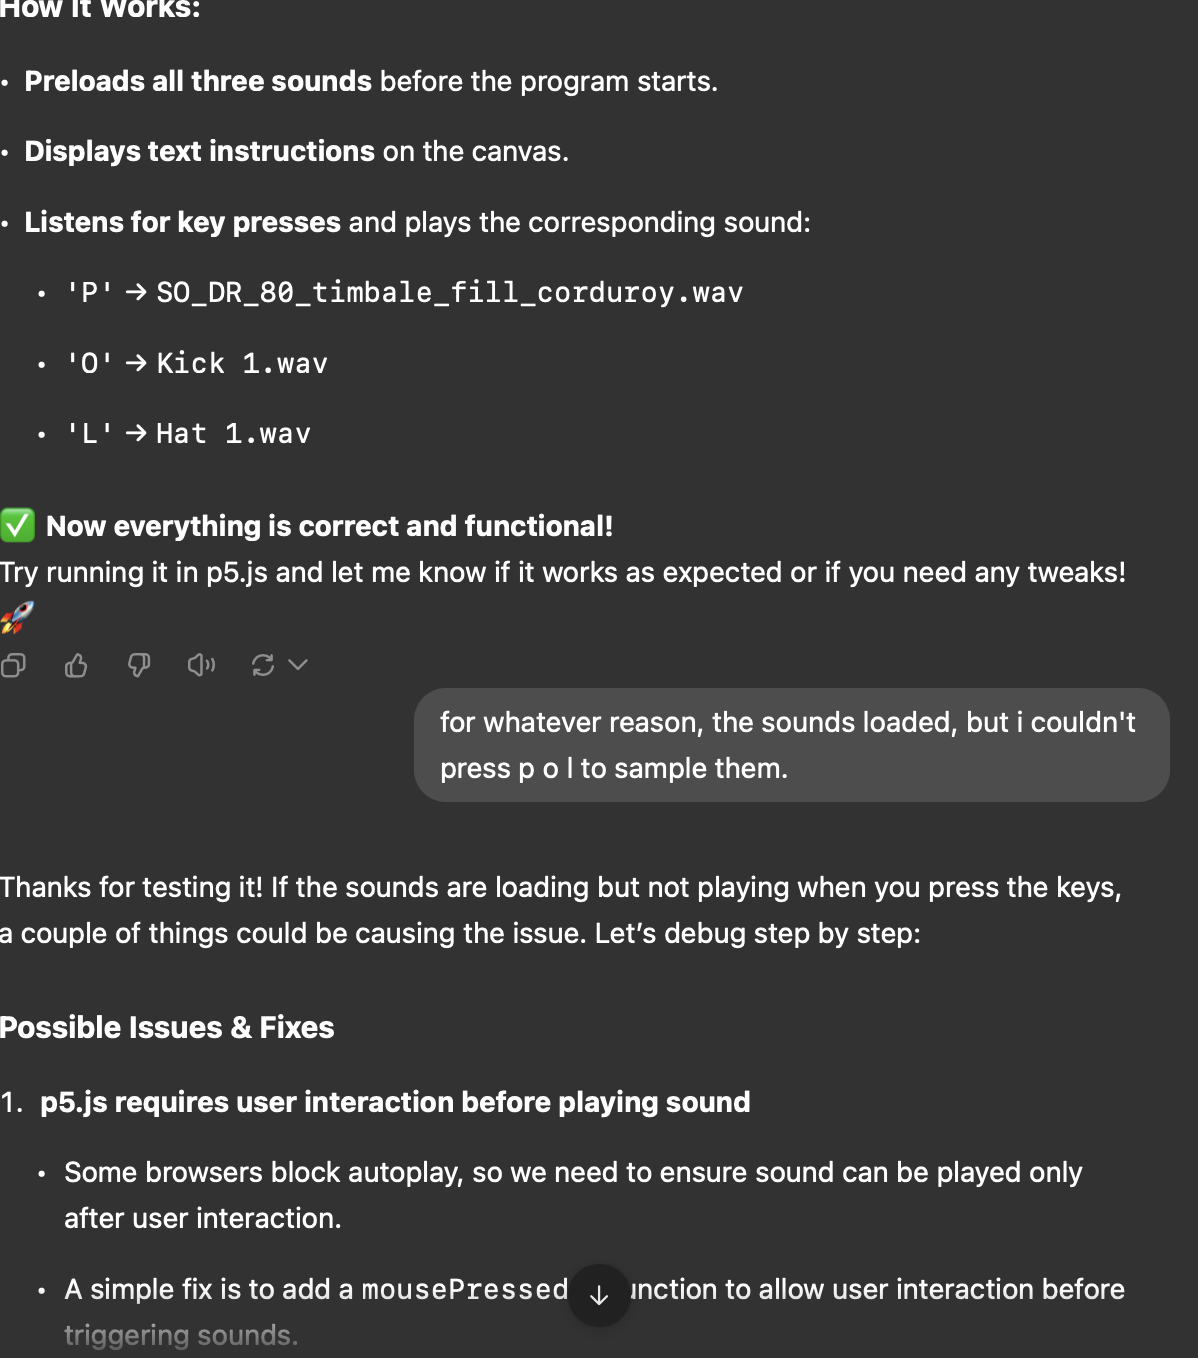 How It Works:
• Preloads all three sounds before the program starts.
• Displays text instructions on the canvas.
• Listens for key presses and plays the corresponding sound:
• 'P' → SO_DR_80_timbale_fill_corduroy.wav
• 'O' → Kick 1.wav
• 'L' → Hat 1.wav
✅ Now everything is correct and functional!
Try running it in p5.js and let me know if it works as expected or if you need any tweaks!
🚀
for whatever reason, the sounds loaded, but i couldn't
press p o l to sample them.
Thanks for testing it! If the sounds are loading but not playing when you press the keys,
a couple of things could be causing the issue. Let’s debug step by step:
Possible Issues & Fixes
1. p5.js requires user interaction before playing sound
• Some browsers block autoplay, so we need to ensure sound can be played only
after user interaction.
• A simple fix is to add a mousePressed unction to allow user interaction before
triggering sounds.